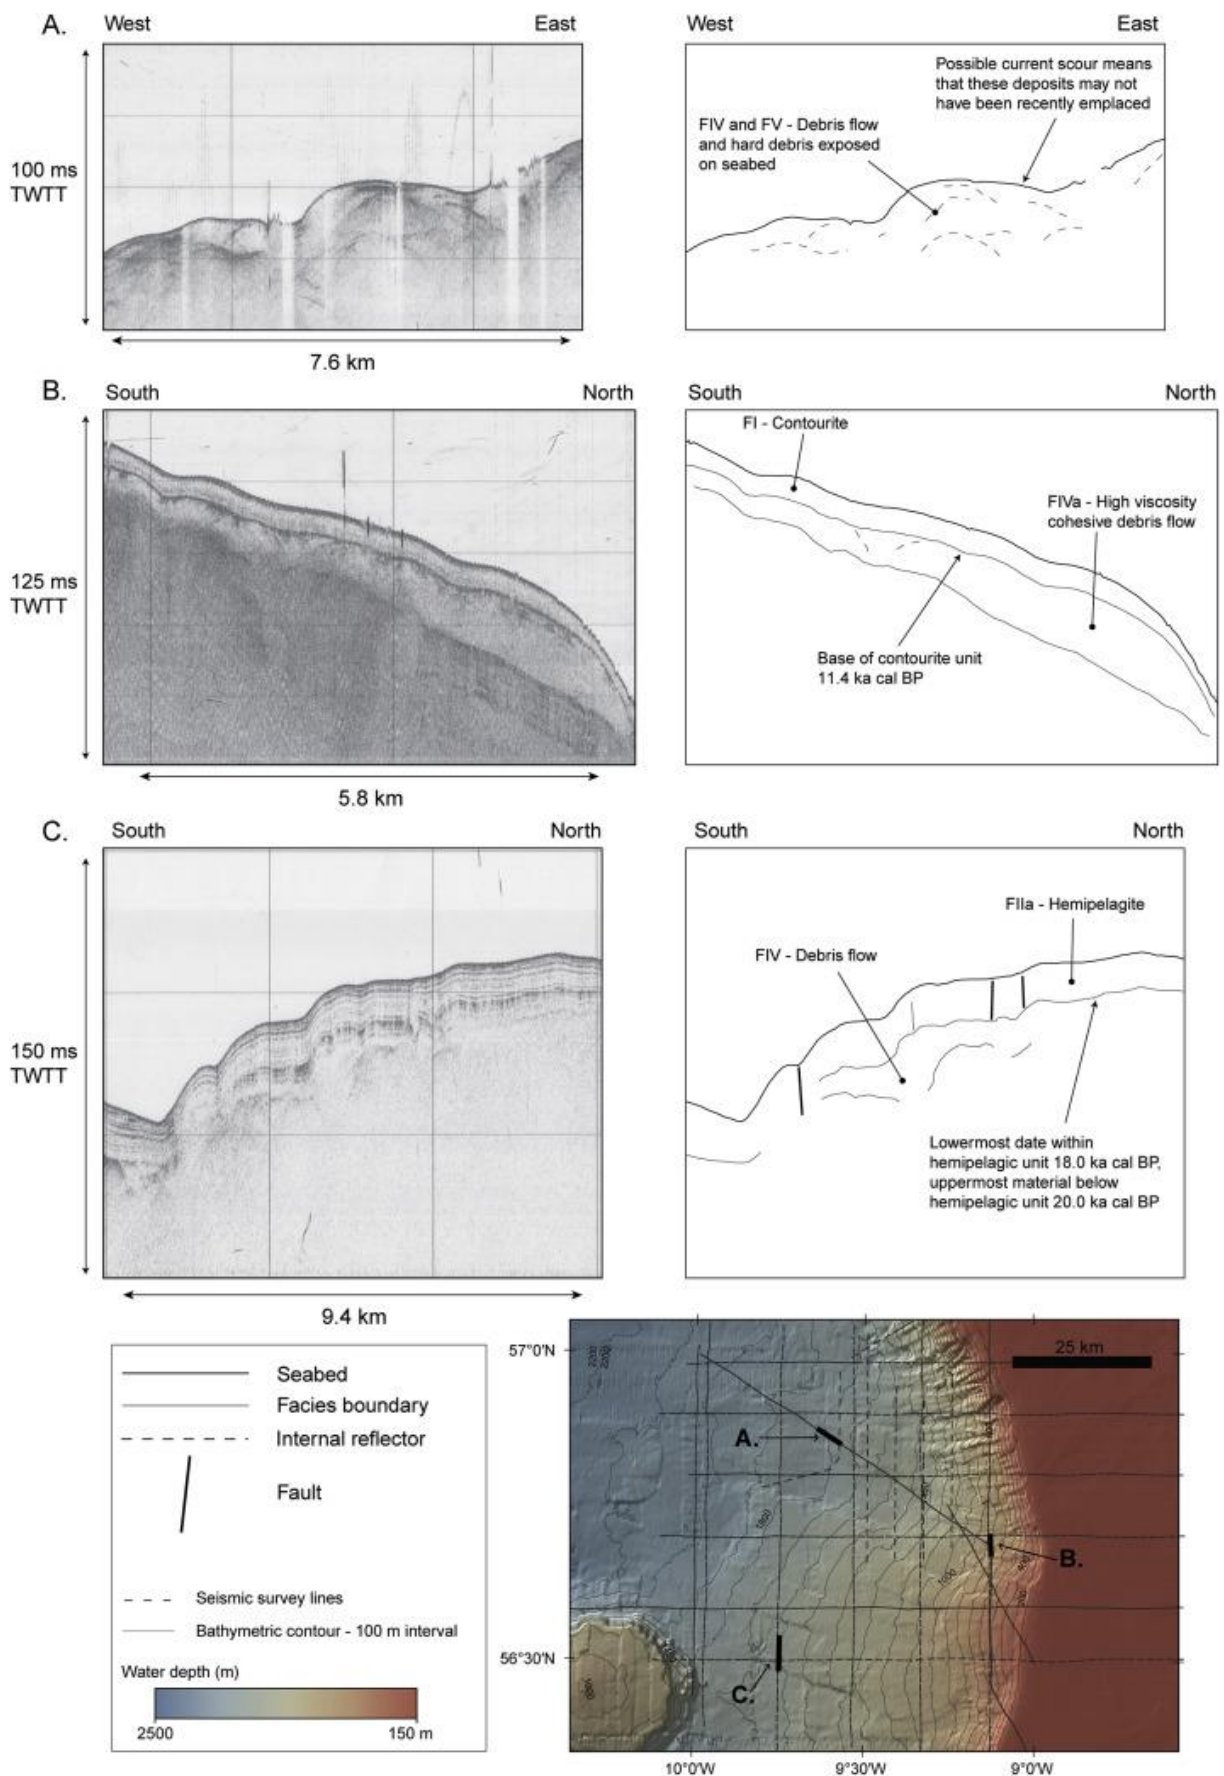 A.
West
East
West
East
100 ms
TWTT
Possible current scour means
that these deposits may not
have been recently emplaced
FIV and FV - Debris flow
and hard debris exposed
on seabed
7.6 km
B.
South
North
South
North
125 ms
TWTT
FI - Contourite
FIVa - High viscosity
cohesive debris flow
Base of contourite unit
11.4 ka cal BP
5.8 km
C.
South
North
South
North
150 ms
TWTT
FIIa - Hemipelagite
FIV - Debris flow
Lowermost date within
hemipelagic unit 18.0 ka cal BP,
uppermost material below
hemipelagic unit 20.0 ka cal BP
9.4 km
Seabed
Facies boundary
Internal reflector
Fault
Seismic survey lines
Bathymetric contour - 100 m interval
Water depth (m)
2500
150 m
57°0'N
25 km
A.
1800
B.
1000
56°30'N
C.
10°0'W
9°30'W
9°0'W